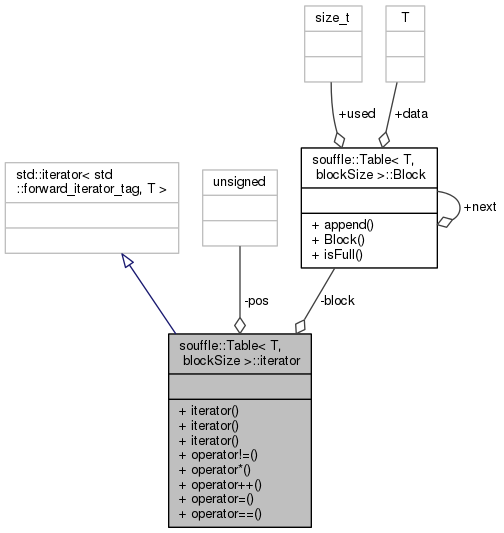 size_t
T
+used
+data
souffle::Table< T,
blockSize >::Block
+ append()
+ Block()
+ isFull()
+next
std::iterator< std
::forward_iterator_tag, T >
unsigned
-pos
-block
souffle::Table< T,
blockSize >::iterator
+ iterator()
+ iterator()
+ iterator()
+ operator!=()
+ operator*()
+ operator++()
+ operator=()
+ operator==()